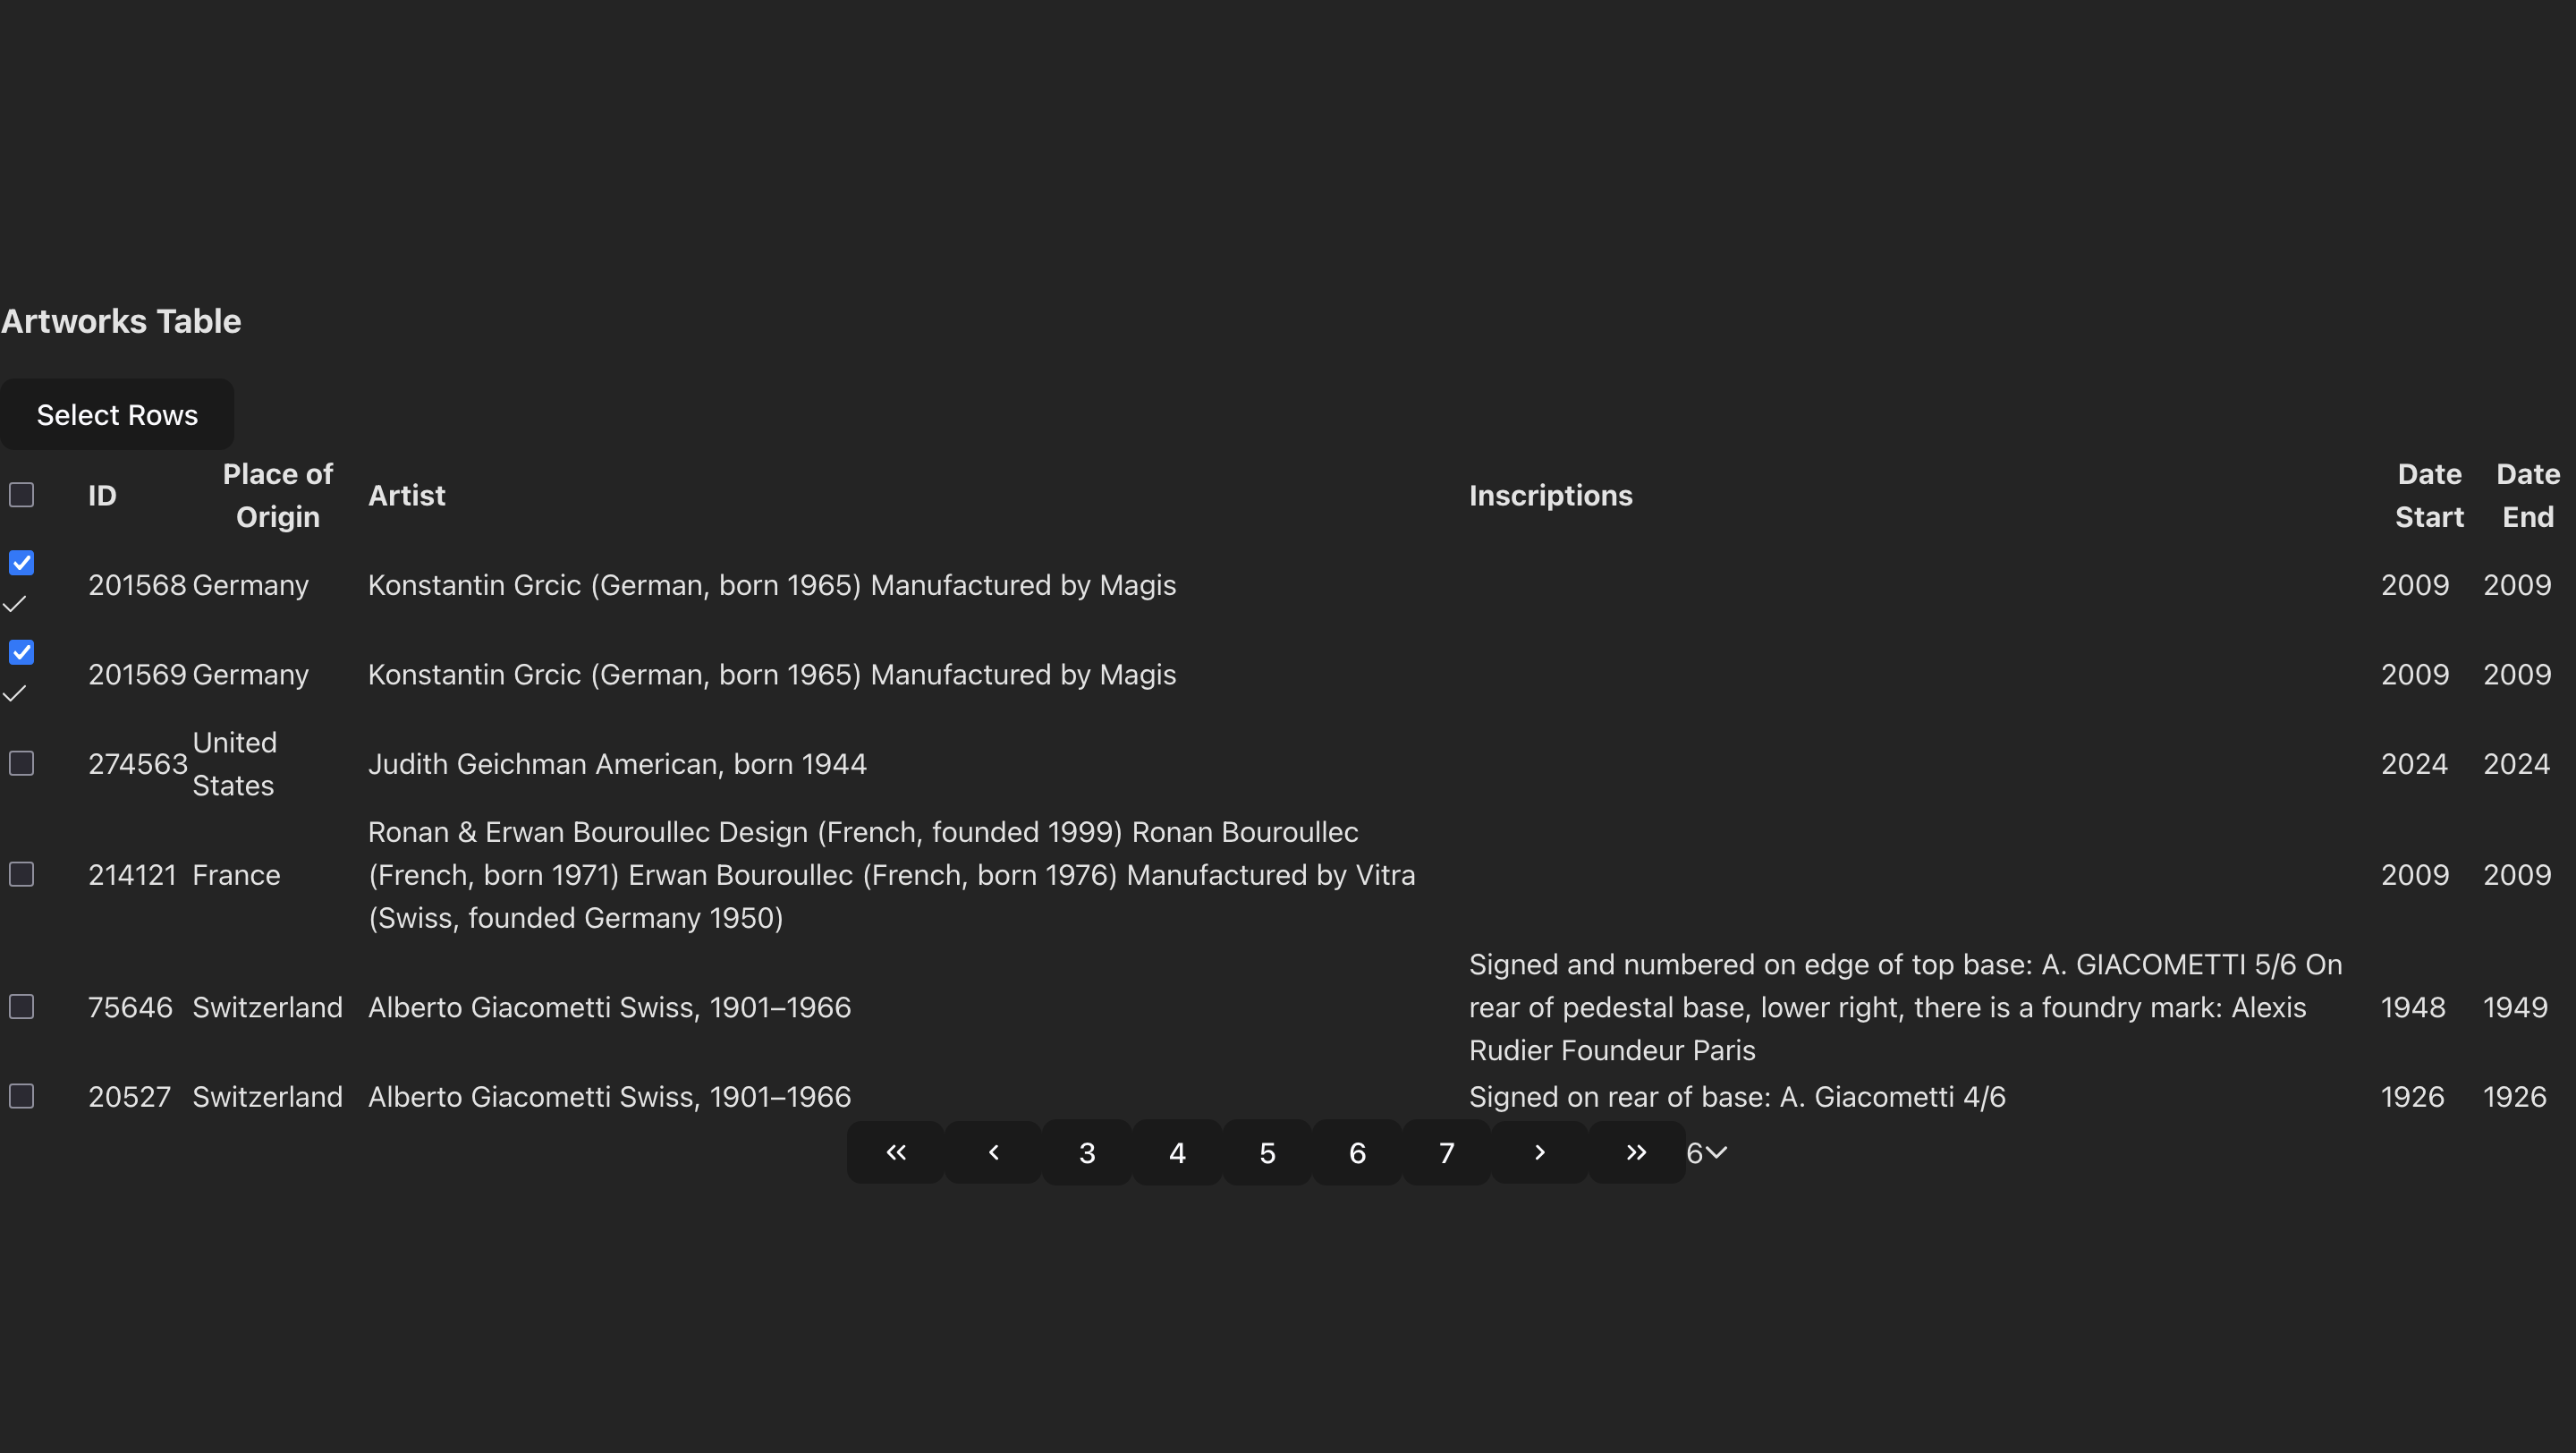 Artworks Table
Select Rows
ID Place of Origin Artist Inscriptions Date Start Date End
201568 Germany Konstantin Grcic (German, born 1965) Manufactured by Magis 2009 2009
201569 Germany Konstantin Grcic (German, born 1965) Manufactured by Magis 2009 2009
274563 United States Judith Geichman American, born 1944 2024 2024
214121 France Ronan & Erwan Bouroullec Design (French, founded 1999) Ronan Bouroullec
(French, born 1971) Erwan Bouroullec (French, born 1976) Manufactured by Vitra
(Swiss, founded Germany 1950) 2009 2009
75646 Switzerland Alberto Giacometti Swiss, 1901–1966 Signed and numbered on edge of top base: A. GIACOMETTI 5/6 On
rear of pedestal base, lower right, there is a foundry mark: Alexis
Rudier Foundeur Paris 1948 1949
20527 Switzerland Alberto Giacometti Swiss, 1901–1966 Signed on rear of base: A. Giacometti 4/6 1926 1926
« ‹ 3 4 5 6 7 › » 6